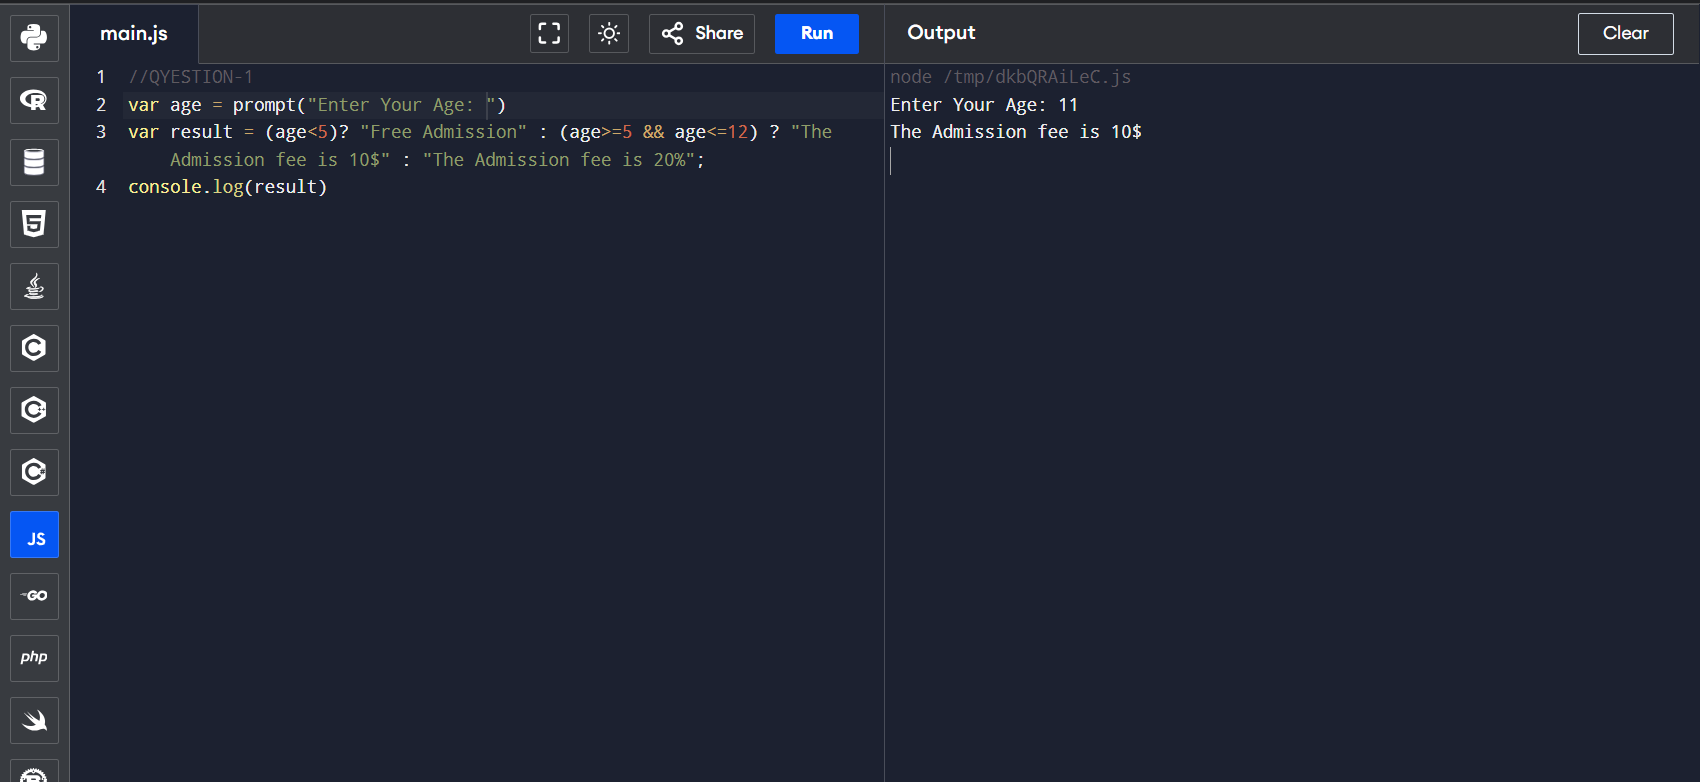 main.js
Share
Run
Output
Clear
1 //QYESTION-1
2 var age = prompt("Enter Your Age: ")
3 var result = (age<5)? "Free Admission" : (age>=5 && age<=12) ? "The
Admission fee is 10$" : "The Admission fee is 20%";
4 console.log(result)
node /tmp/dkbQRAiLeC.js
Enter Your Age: 11
The Admission fee is 10$
R
5
C
C
C
JS
GO
php